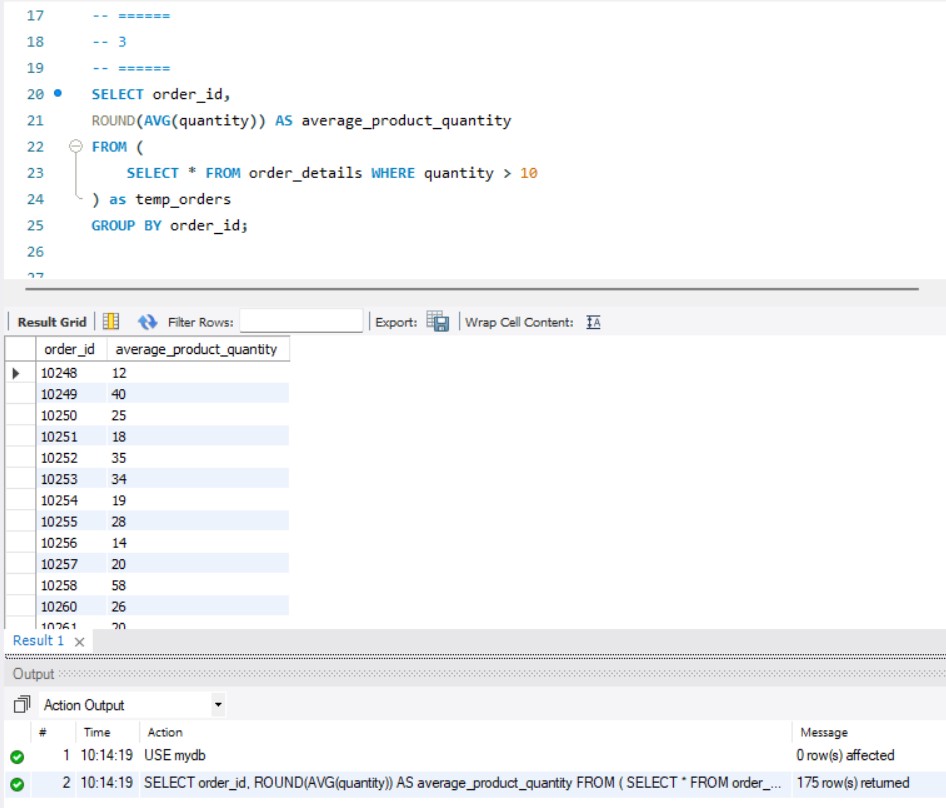 17 -- ======
18 -- 3
19 -- ======
20 SELECT order_id,
21 ROUND(AVG(quantity)) AS average_product_quantity
22 FROM (
23 SELECT * FROM order_details WHERE quantity > 10
24 ) as temp_orders
25 GROUP BY order_id;
26
27
Result Grid Filter Rows: Export: Wrap Cell Content: IA
order_id average_product_quantity
10248 12
10249 40
10250 25
10251 18
10252 35
10253 34
10254 19
10255 28
10256 14
10257 20
10258 58
10260 26
10261 20
Result 1
Output
Action Output
# Time Action Message
1 10:14:19 USE mydb 0 row(s) affected
2 10:14:19 SELECT order_id, ROUND(AVG(quantity)) AS average_product_quantity FROM ( SELECT * FROM order_... 175 row(s) returned